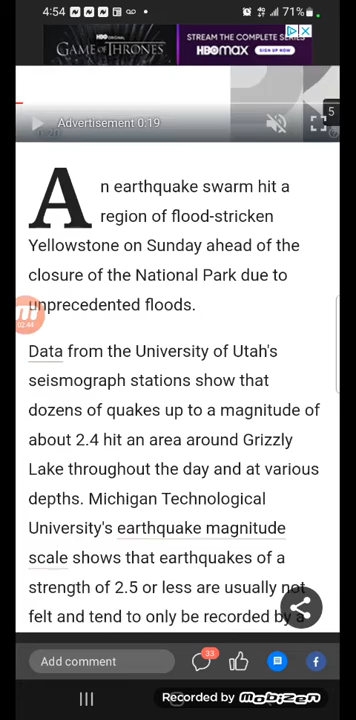 4:54
71%
HBO ORIGINAL
GAME OF THRONES
STREAM THE COMPLETE SERIES
HBOMAX
SIGN UP NOW
Advertisement 0:19
5
An earthquake swarm hit a
region of flood-stricken
Yellowstone on Sunday ahead of the
closure of the National Park due to
unprecedented floods.
02:44
Data from the University of Utah's
seismograph stations show that
dozens of quakes up to a magnitude of
about 2.4 hit an area around Grizzly
Lake throughout the day and at various
depths. Michigan Technological
University's earthquake magnitude
scale shows that earthquakes of a
strength of 2.5 or less are usually not
felt and tend to only be recorded by a
Add comment
33
Recorded by mobizen